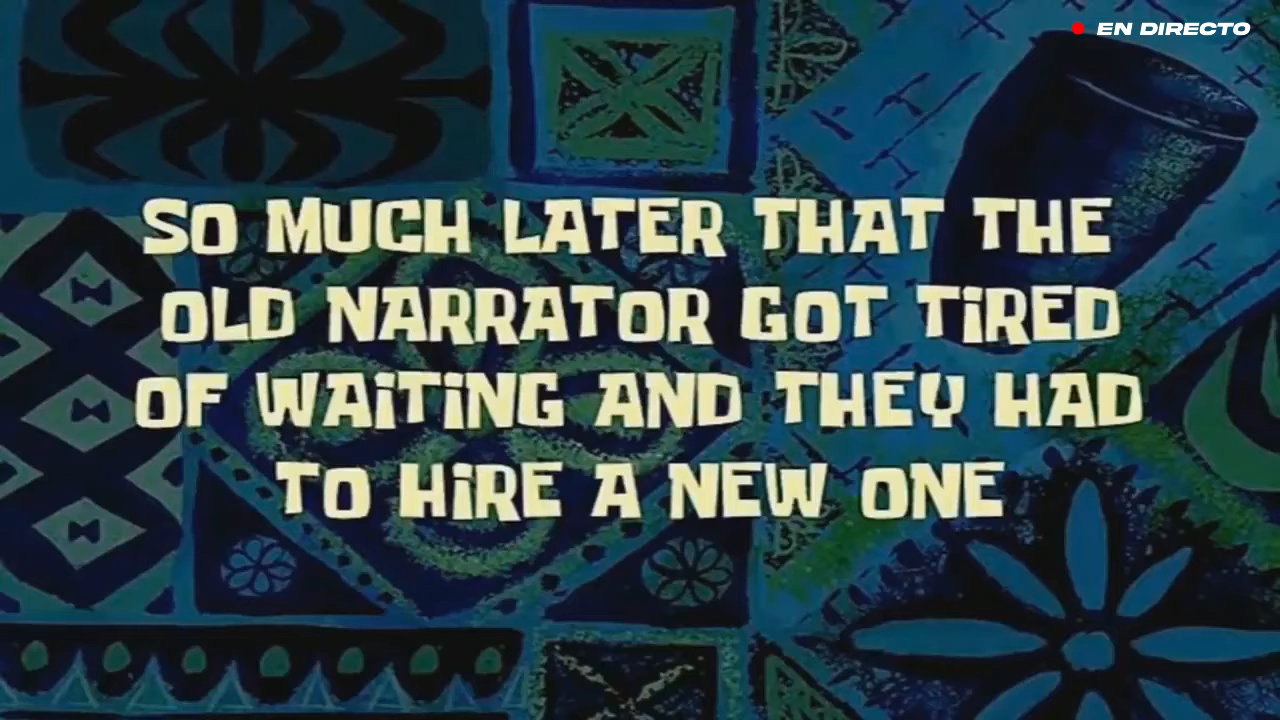 EN DIRECTO
SO MUCH LATER THAT THE
OLD NARRATOR GOT TIRED
OF WAITING AND THEY HAD
TO HIRE A NEW ONE